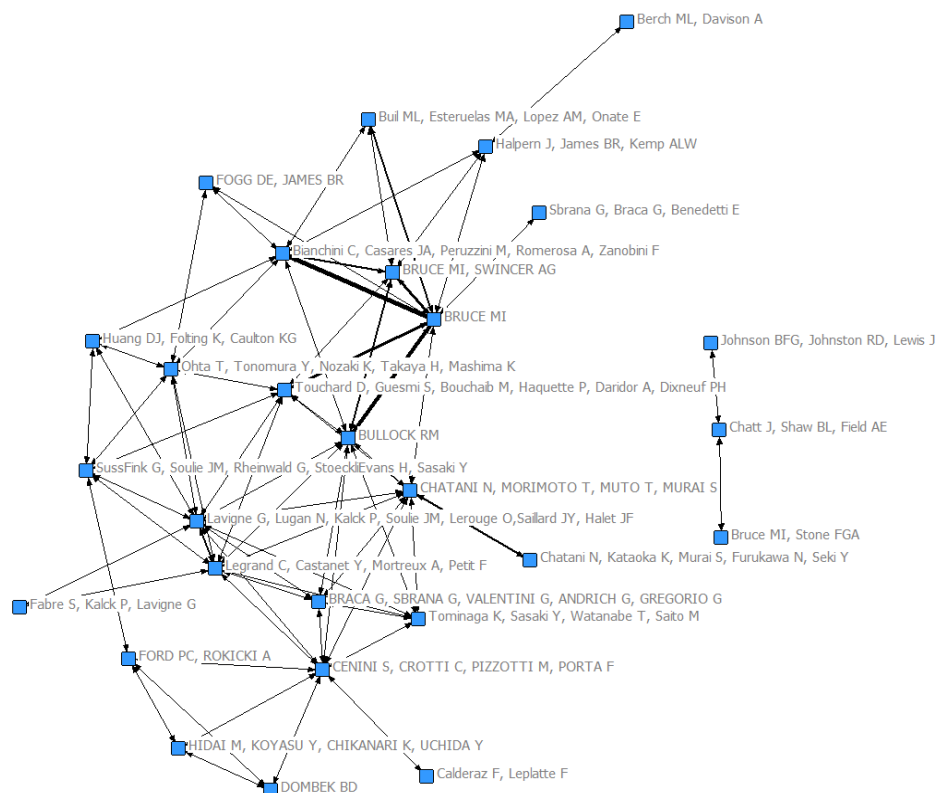 Berch ML, Davison A
Buil ML, Esteruelas MA, Lopez AM, Onate E
Halpern J, James BR, Kemp ALW
FOGG DE, JAMES BR
Sbrana G, Braca G, Benedetti E
Bianchini C, Casares JA, Peruzzini M, Romerosa A, Zanobini F
BRUCE MI, SWINCER AG
BRUCE MI
Huang DJ, Folting K, Caulton KG
Johnson BFG, Johnston RD, Lewis J
Ohta T, Tonomura Y, Nozaki K, Takaya H, Mashima K
Touchard D, Guesmi S, Bouchaib M, Haquette P, Daridor A, Dixneuf PH
Chatt J, Shaw BL, Field AE
BULLOCK RM
SussFink G, Soulie JM, Rheinwald G, StoeckliEvans H, Sasaki Y
CHATANI N, MORIMOTO T, MUTO T, MURAI S
Lavigne G, Lugan N, Kalck P, Soulie JM, Lerouge O,Saillard JY, Halet JF
Bruce MI, Stone FGA
Chatani N, Kataoka K, Murai S, Furukawa N, Seki Y
Legrand C, Castanet Y, Mortreux A, Petit F
BRACA G, SBRANA G, VALENTINI G, ANDRICH G, GREGORIO G
Fabre S, Kalck P, Lavigne G
Tominaga K, Sasaki Y, Watanabe T, Saito M
FORD PC, ROKICKI A
CENINI S, CROTTI C, PIZZOTTI M, PORTA F
HIDAI M, KOYASU Y, CHIKANARI K, UCHIDA Y
Calderaz F, Leplatte F
DOMBEK BD